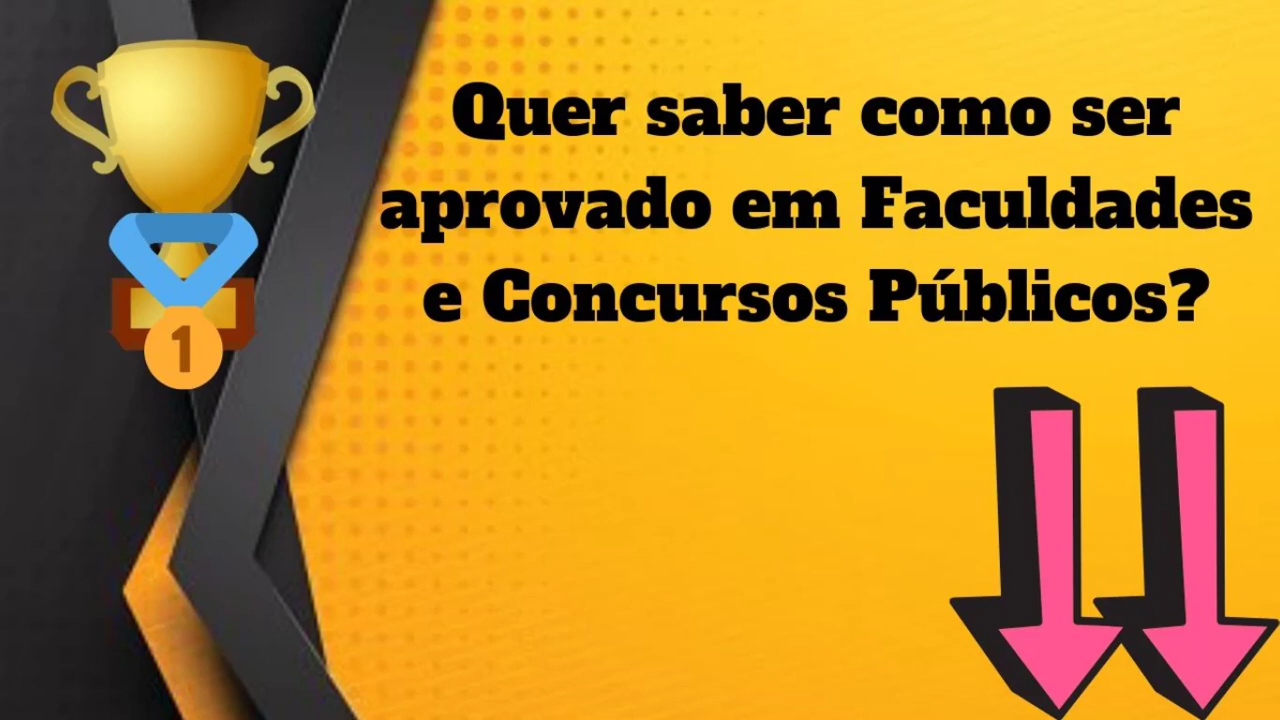 Quer saber como ser
aprovado em Faculdades
e Concursos Públicos?
1